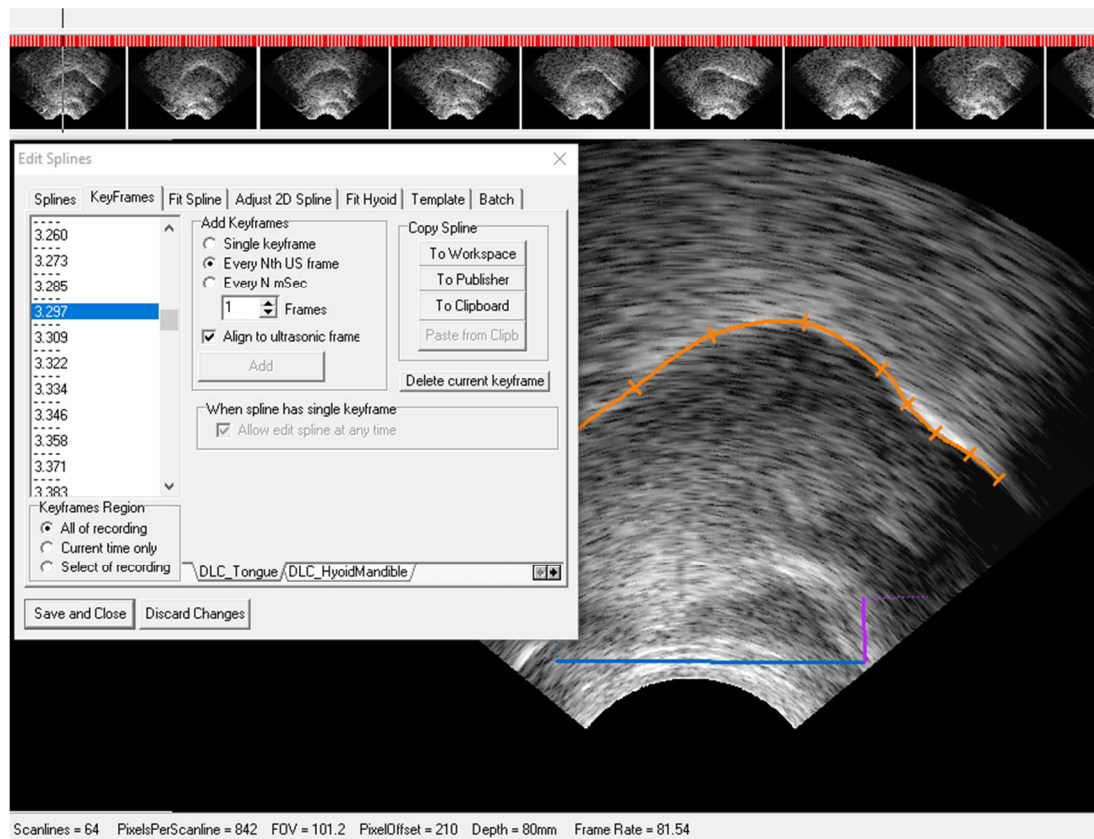 Edit Splines
Splines KeyFrames Fit Spline Adjust 2D Spline Fit Hyoid Template Batch
-----
3.260
-----
3.273
-----
3.285
-----
3.297
-----
3.309
-----
3.322
-----
3.334
-----
3.346
-----
3.358
-----
3.371
-----
3.383
Add Keyframes
Single keyframe
Every Nth US frame
Every N mSec
1 Frames
Align to ultrasonic frame
Add
Copy Spline
To Workspace
To Publisher
To Clipboard
Paste from Clipb
Delete current keyframe
When spline has single keyframe
Allow edit spline at any time
Keyframes Region
All of recording
Current time only
Select of recording
DLC_Tongue DLC_HyoidMandible
Save and Close Discard Changes
Scanlines = 64 PixelsPerScanline = 842 FOV = 101.2 PixelOffset = 210 Depth = 80mm Frame Rate = 81.54